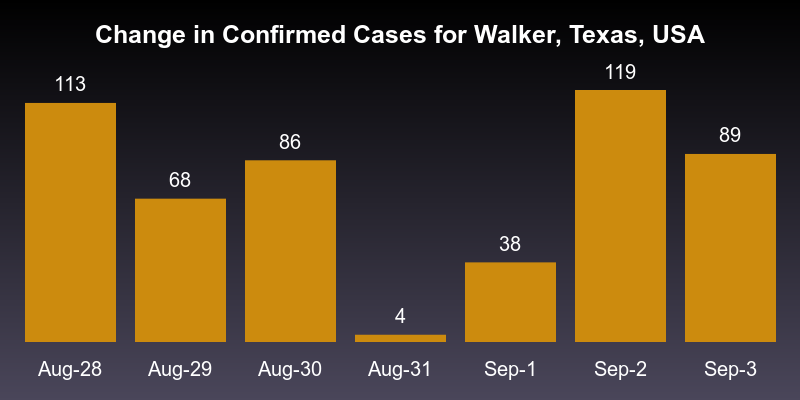 Change in Confirmed Cases for Walker, Texas, USA
113
68
86
4
38
119
89
Aug-28
Aug-29
Aug-30
Aug-31
Sep-1
Sep-2
Sep-3